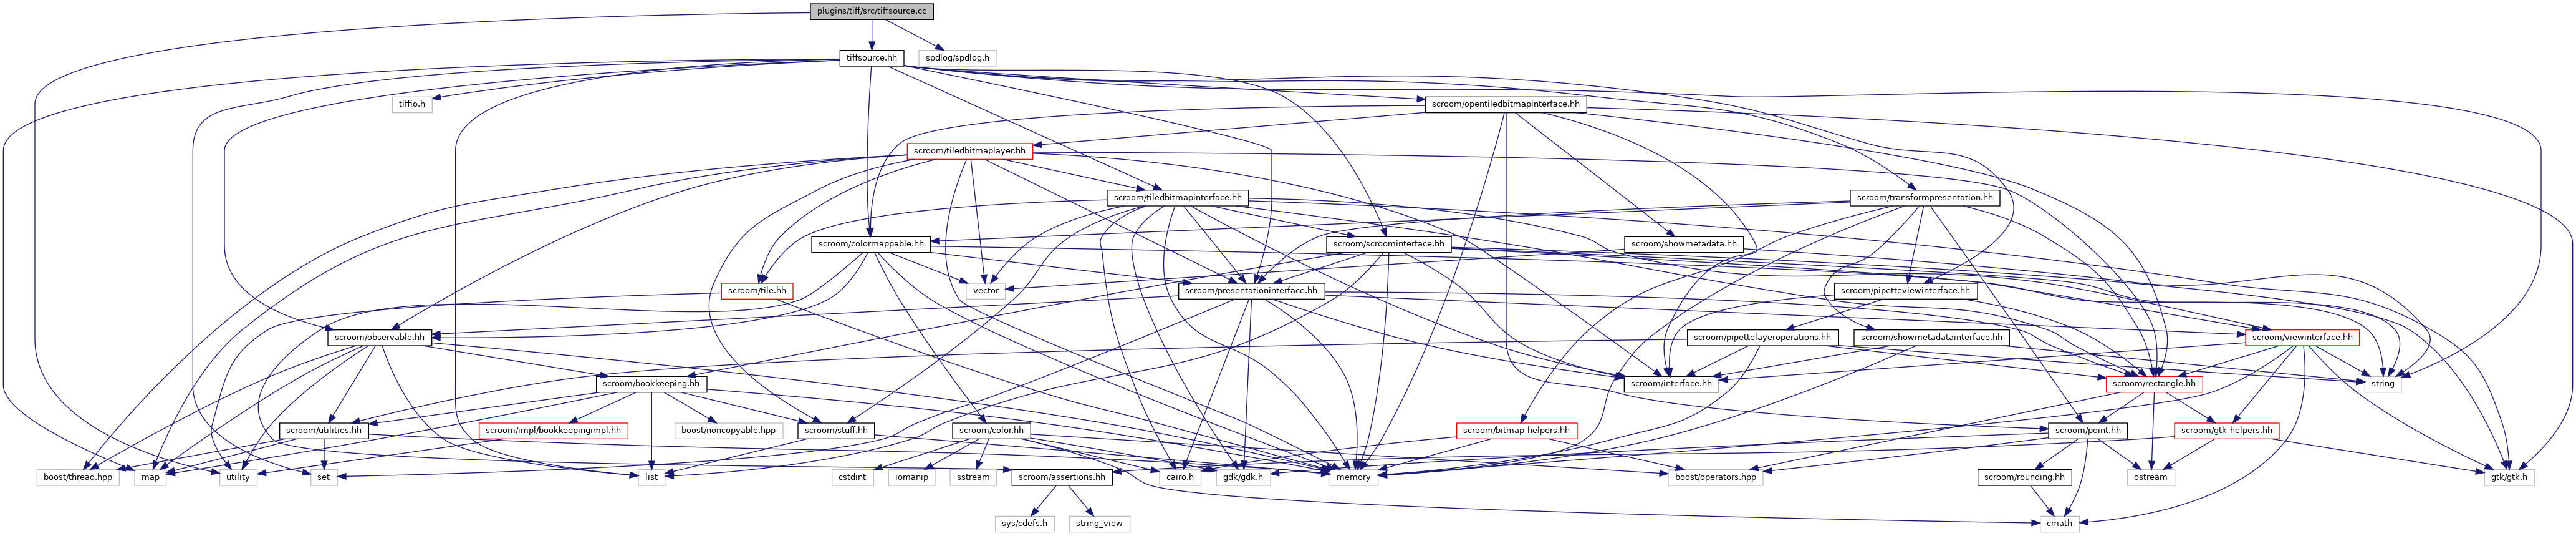 plugins/tiff/src/tiffsource.cc
tiffsource.hh
spdlog/spdlog.h
tiffio.h
scroom/opentiledbitmapinterface.hh
scroom/tiledbitmaplayer.hh
scroom/tiledbitmapinterface.hh
scroom/transformpresentation.hh
scroom/colormappable.hh
scroom/scroominterface.hh
scroom/showmetadata.hh
scroom/tile.hh
vector
scroom/presentationinterface.hh
scroom/pipetteviewinterface.hh
scroom/observable.hh
scroom/pipettelayeroperations.hh
scroom/showmetadatainterface.hh
scroom/viewinterface.hh
scroom/bookkeeping.hh
scroom/interface.hh
scroom/rectangle.hh
string
scroom/utilities.hh
scroom/impl/bookkeepingimpl.hh
boost/noncopyable.hpp
scroom/stuff.hh
scroom/color.hh
scroom/bitmap-helpers.hh
scroom/point.hh
scroom/gtk-helpers.hh
boost/thread.hpp
map
utility
set
list
cstdint
iomanip
sstream
scroom/assertions.hh
cairo.h
gdk/gdk.h
memory
boost/operators.hpp
scroom/rounding.hh
ostream
gtk/gtk.h
sys/cdefs.h
string_view
cmath